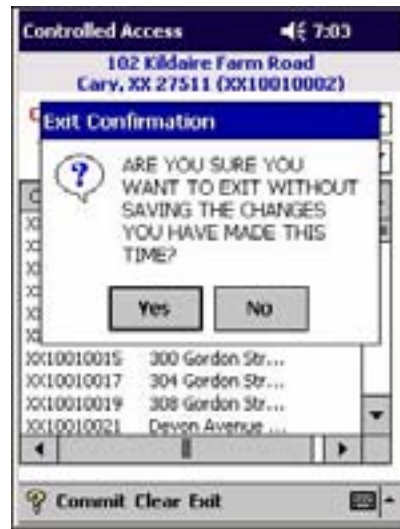 Controlled Access 7:03
102 Kildaire Farm Road
Cary, XX 27511 (XX10010002)
Exit Confirmation
ARE YOU SURE YOU
WANT TO EXIT WITHOUT
SAVING THE CHANGES
YOU HAVE MADE THIS
TIME?
Yes No
XX10010015 300 Gordon Str...
XX10010017 304 Gordon Str...
XX10010019 308 Gordon Str...
XX10010021 Devon Avenue ...
Commit Clear Exit